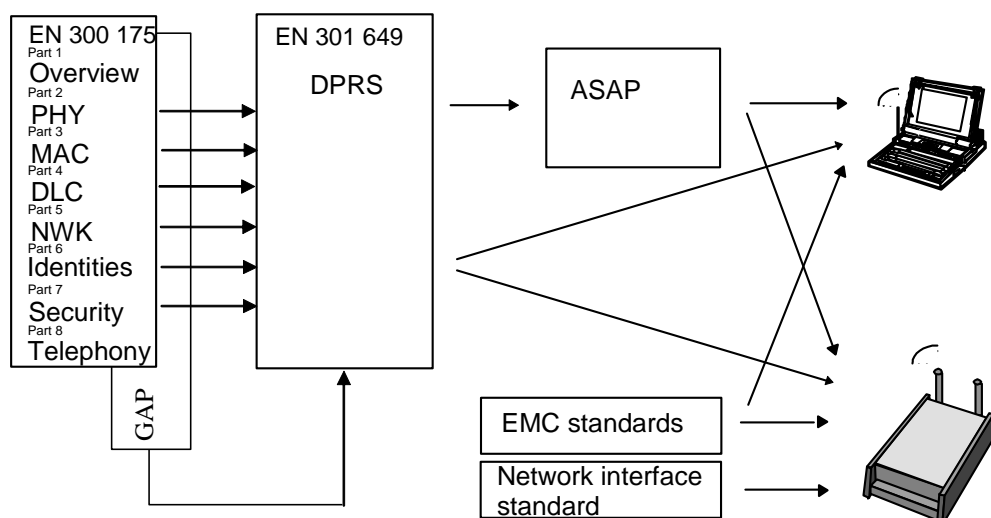 EN 300 175
Part 1
Overview
Part 2
PHY
Part 3
MAC
Part 4
DLC
Part 5
NWK
Part 6
Identities
Part 7
Security
Part 8
Telephony
GAP
EN 301 649
DPRS
ASAP
EMC standards
Network interface
standard